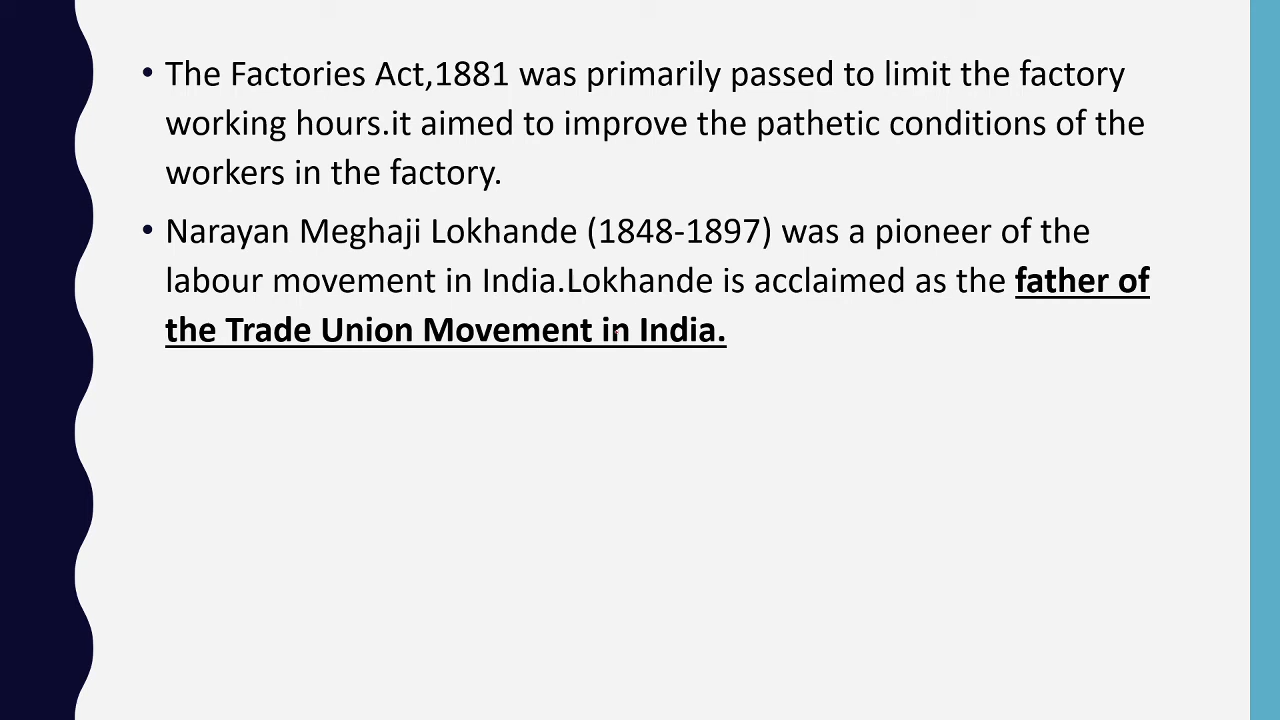 • The Factories Act,1881 was primarily passed to limit the factory
working hours.it aimed to improve the pathetic conditions of the
workers in the factory.
• Narayan Meghaji Lokhande (1848-1897) was a pioneer of the
labour movement in India.Lokhande is acclaimed as the father of
the Trade Union Movement in India.